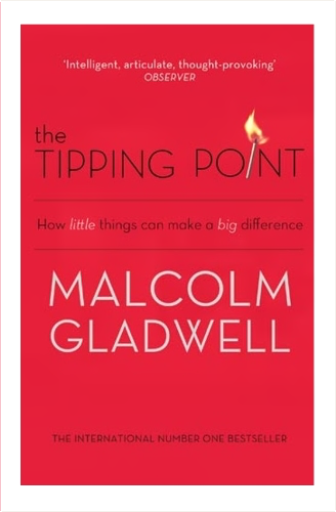 'Intelligent, articulate, thought-provoking'
OBSERVER
the
TIPPING POINT
How little things can make a big difference
MALCOLM
GLADWELL
THE INTERNATIONAL NUMBER ONE BESTSELLER